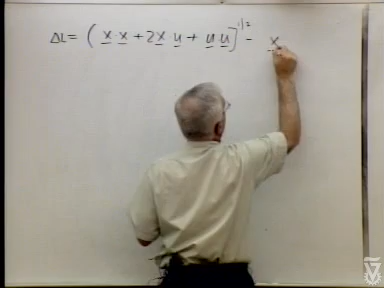 ΔL = ( x̲ · x̲ + 2x̲ · u̲ + u̲ u̲ ]^1/2 - x̲